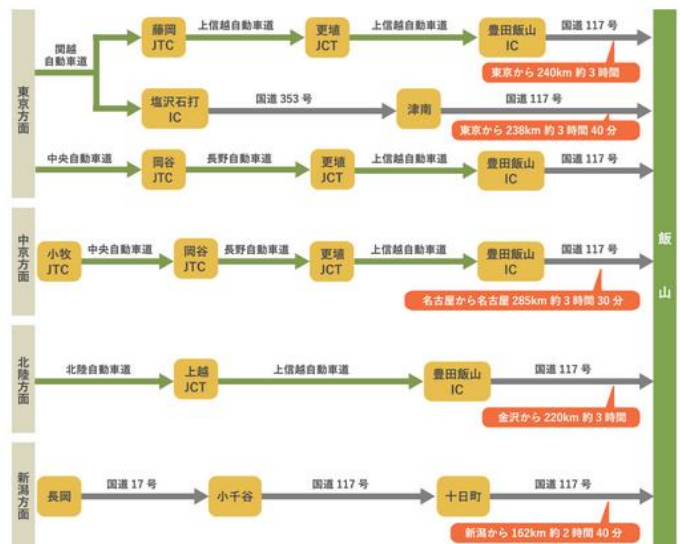 東京方面
関越
自動車道
藤岡
JTC
上信越自動車道
更埴
JCT
上信越自動車道
豊田飯山
IC
国道 117 号
東京から 240km 約 3 時間
塩沢石打
IC
国道 353 号
津南
国道 117 号
東京から 238km 約 3 時間 40 分
中央自動車道
岡谷
JTC
長野自動車道
更埴
JTC
上信越自動車道
豊田飯山
IC
国道 117 号
中京方面
小牧
JTC
中央自動車道
岡谷
JTC
長野自動車道
更埴
JCT
上信越自動車道
豊田飯山
IC
国道 117 号
名古屋から名古屋 285km 約 3 時間 30 分
北陸方面
北陸自動車道
上越
JCT
上信越自動車道
豊田飯山
IC
国道 117 号
金沢から 220km 約 3 時間
新潟方面
長岡
国道 17 号
小千谷
国道 117 号
十日町
国道 117 号
新潟から 162km 約 2 時間 40 分
飯山